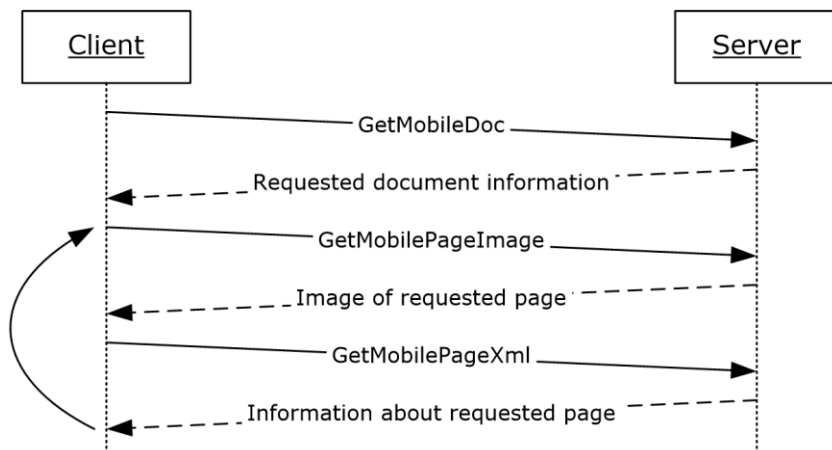 Client
Server
GetMobileDoc
Requested document information
GetMobilePageImage
Image of requested page
GetMobilePageXml
Information about requested page